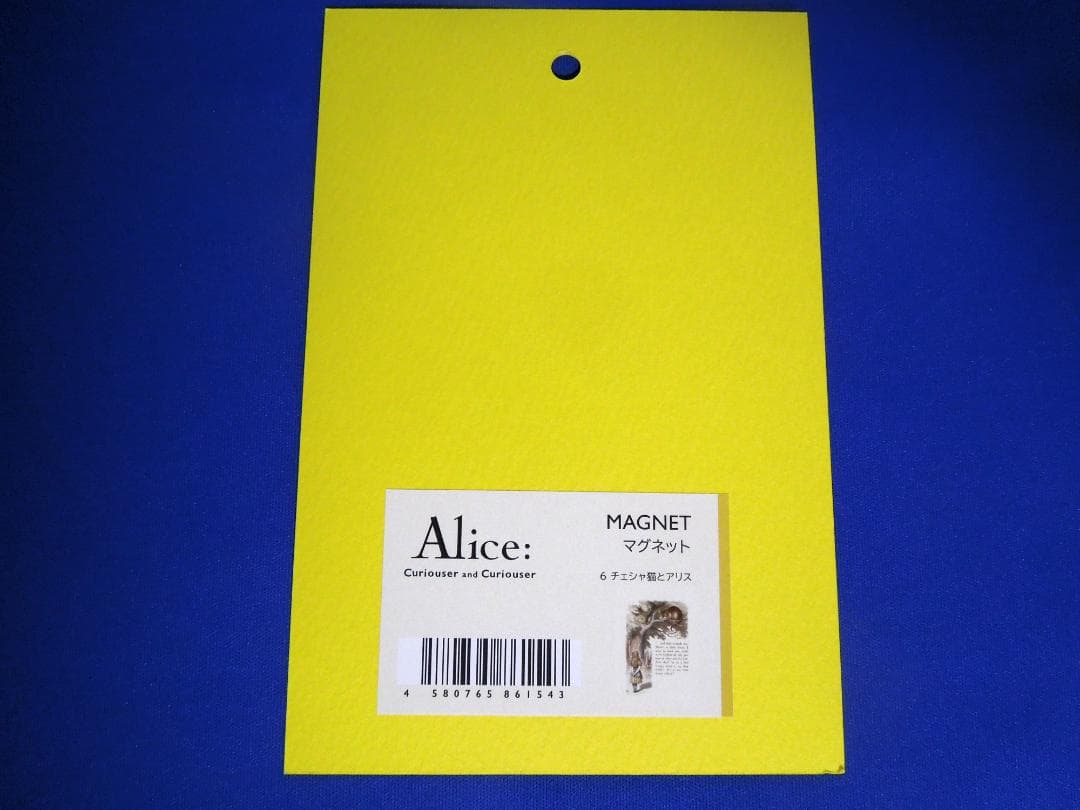 Alice:
Curiouser and Curiouser
MAGNET
マグネット
6 チェシャ猫とアリス
4 580765 861543